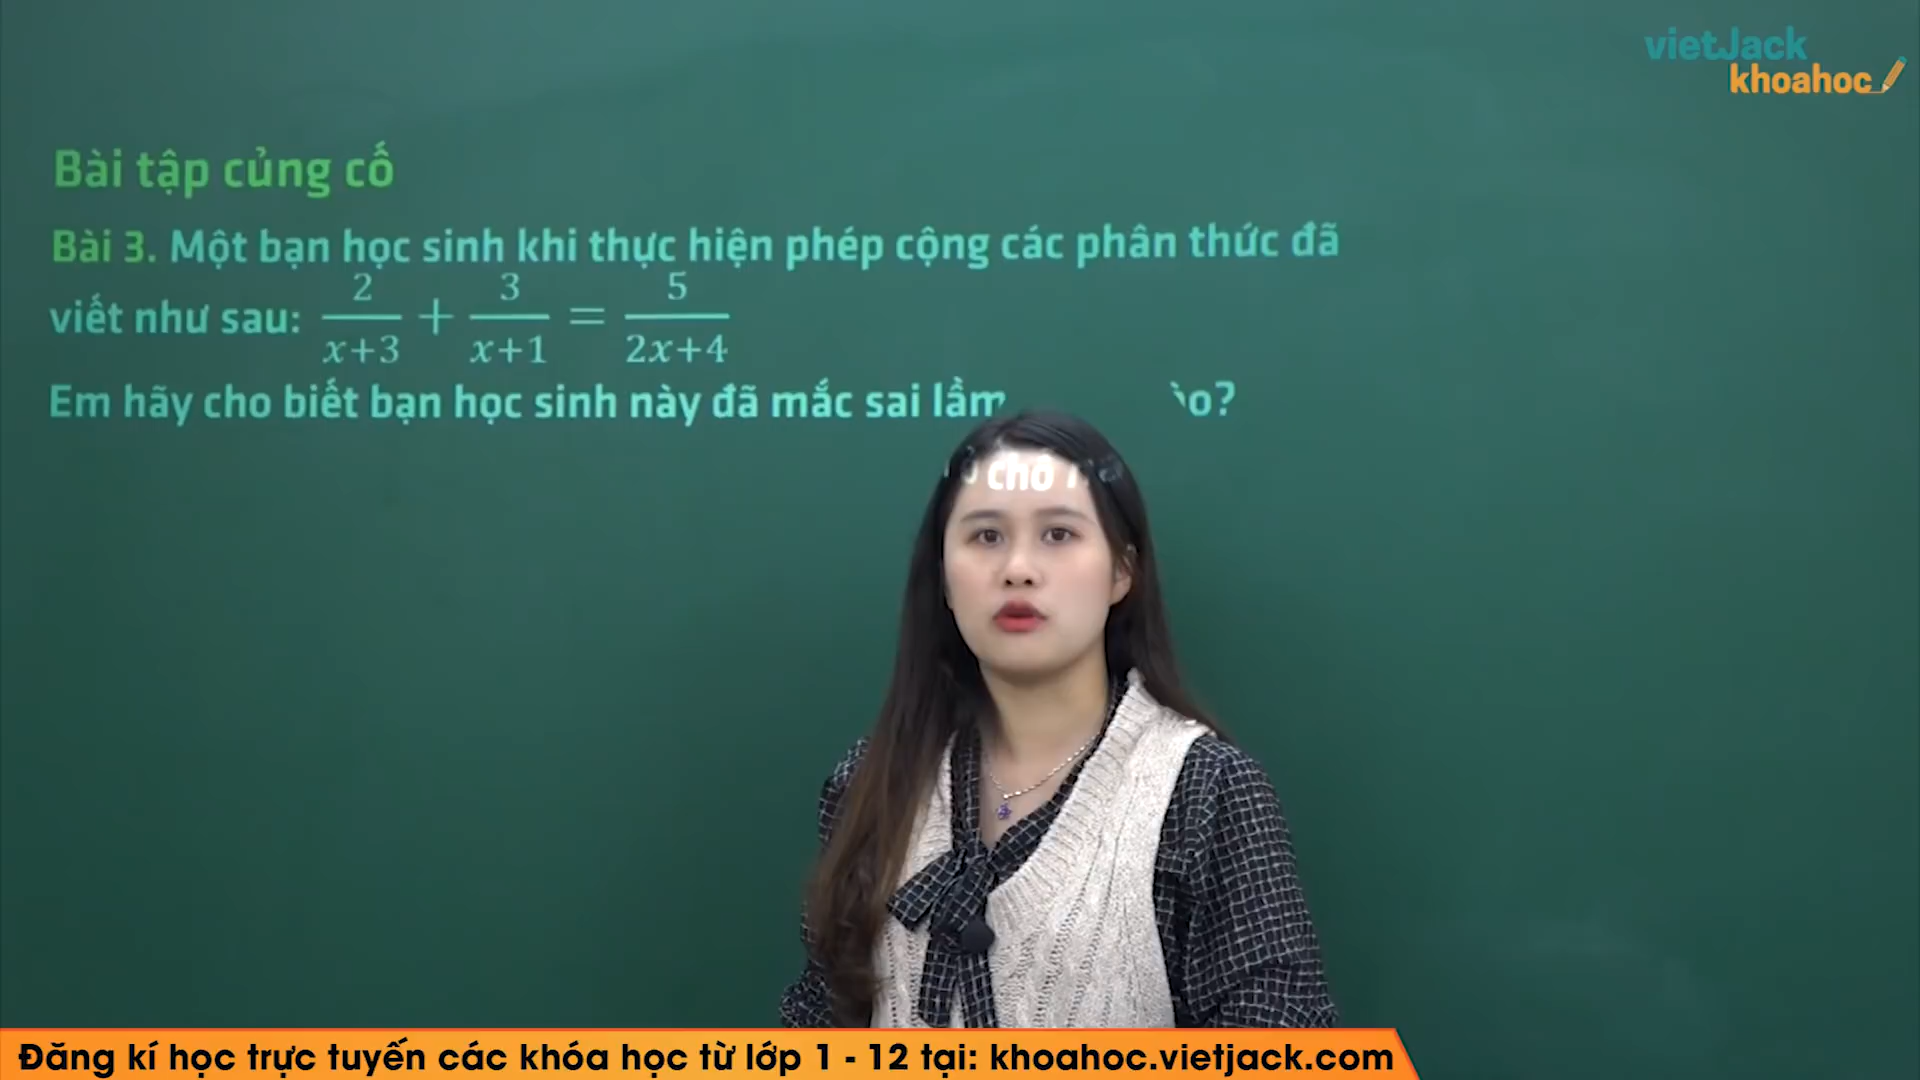 vietJack
khoahoc
Bài tập củng cố
Bài 3. Một bạn học sinh khi thực hiện phép cộng các phân thức đã
viết như sau: 2/(x+3) + 3/(x+1) = 5/(2x+4)
Em hãy cho biết bạn học sinh này đã mắc sai lầm ?
cho
Đăng kí học trực tuyến các khóa học từ lớp 1 - 12 tại: khoahoc.vietjack.com